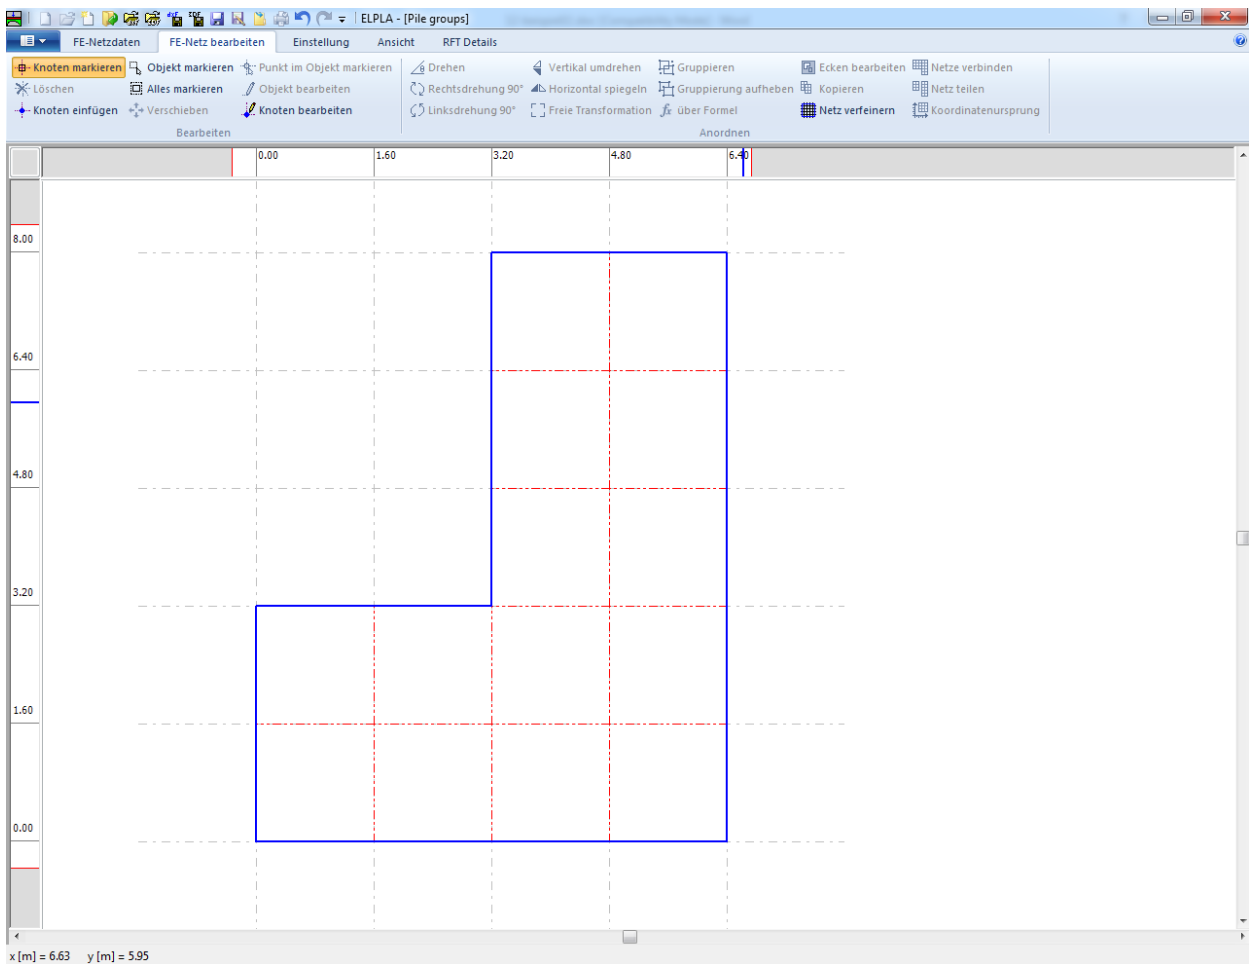 ELPLA - [Pile groups]
FE-Netzdaten FE-Netz bearbeiten Einstellung Ansicht RFT Details
Knoten markieren Objekt markieren Punkt im Objekt markieren Drehen Vertikal umdrehen Gruppieren Ecken bearbeiten Netze verbinden
Löschen Alles markieren Objekt bearbeiten Rechtsdrehung 90° Horizontal spiegeln Gruppierung aufheben Kopieren Netz teilen
Knoten einfügen Verschieben Knoten bearbeiten Linksdrehung 90° Freie Transformation fx über Formel Netz verfeinern Koordinatenursprung
Bearbeiten Anordnen
0.00 1.60 3.20 4.80 6.40
8.00
6.40
4.80
3.20
1.60
0.00
x [m] = 6.63 y [m] = 5.95